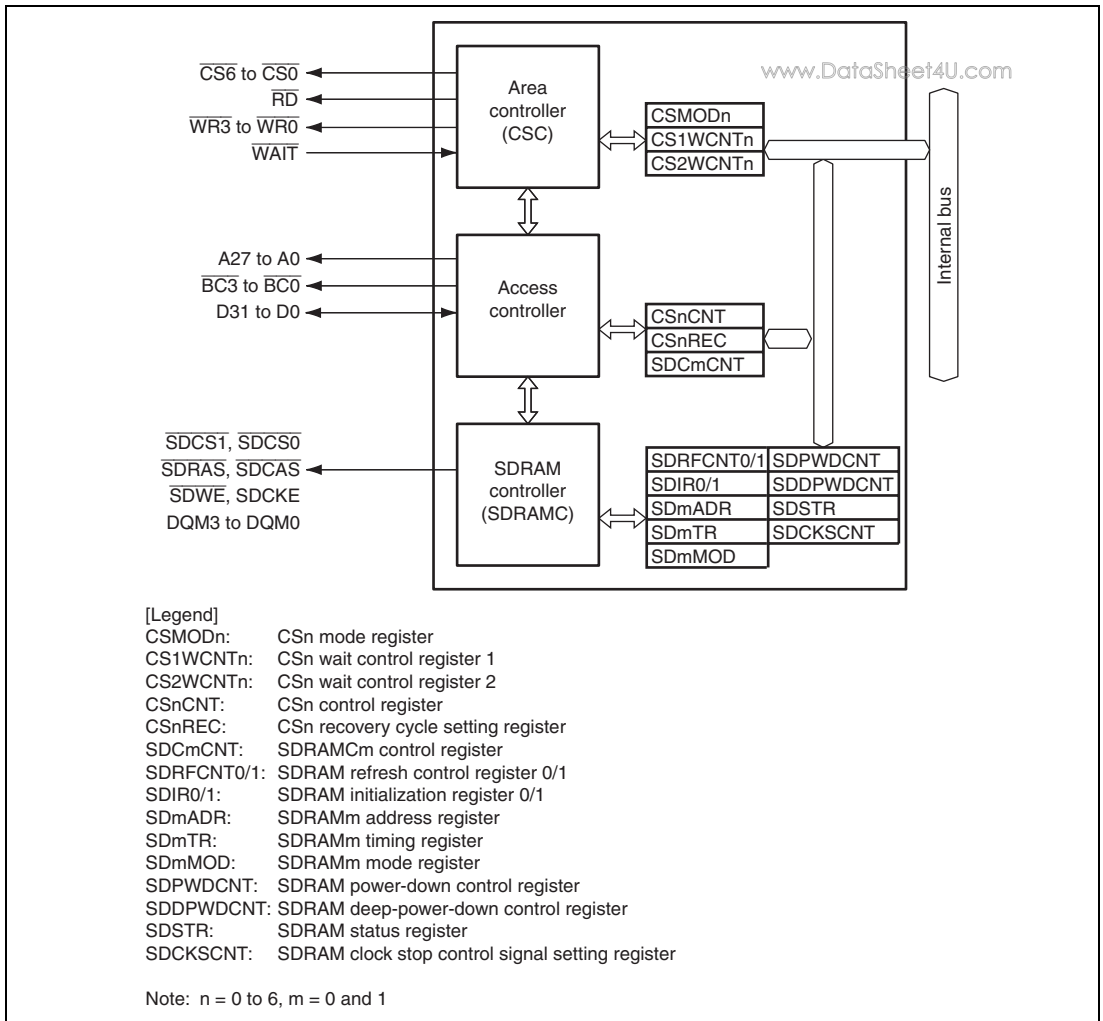 www.DataSheet4U.com
CS6 to CS0
RD
WR3 to WR0
WAIT
Area
controller
(CSC)
CSMODn
CS1WCNTn
CS2WCNTn
Internal bus
A27 to A0
BC3 to BC0
D31 to D0
Access
controller
CSnCNT
CSnREC
SDCmCNT
SDCS1, SDCS0
SDRAS, SDCAS
SDWE, SDCKE
DQM3 to DQM0
SDRAM
controller
(SDRAMC)
SDRFCNT0/1 SDPWDCNT
SDIR0/1 SDDPWDCNT
SDmADR SDSTR
SDmTR SDCKSCNT
SDmMOD
[Legend]
CSMODn: CSn mode register
CS1WCNTn: CSn wait control register 1
CS2WCNTn: CSn wait control register 2
CSnCNT: CSn control register
CSnREC: CSn recovery cycle setting register
SDCmCNT: SDRAMCm control register
SDRFCNT0/1: SDRAM refresh control register 0/1
SDIR0/1: SDRAM initialization register 0/1
SDmADR: SDRAMm address register
SDmTR: SDRAMm timing register
SDmMOD: SDRAMm mode register
SDPWDCNT: SDRAM power-down control register
SDDPWDCNT: SDRAM deep-power-down control register
SDSTR: SDRAM status register
SDCKSCNT: SDRAM clock stop control signal setting register
Note: n = 0 to 6, m = 0 and 1